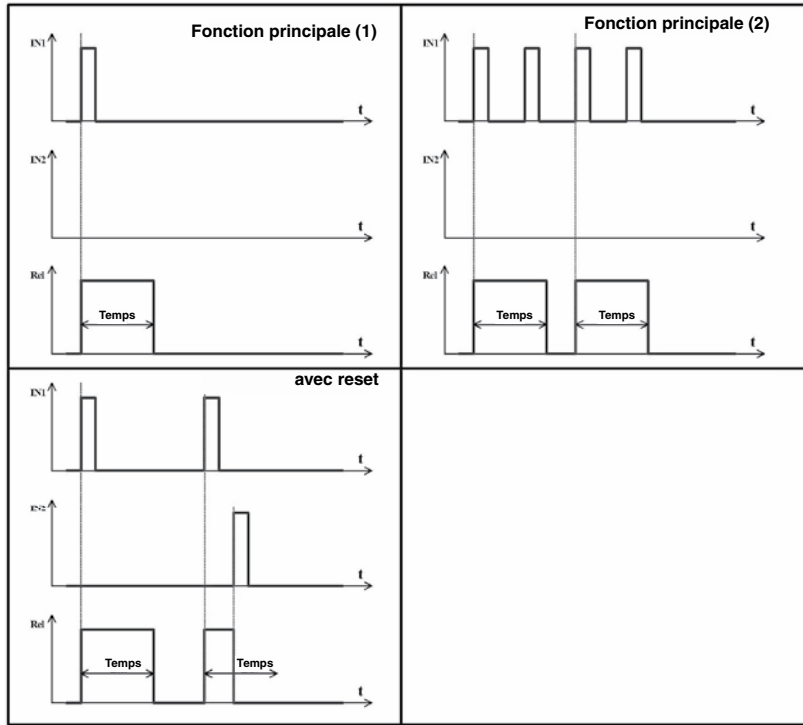 Fonction principale (1)
IN1
t
IN2
t
Rel
Temps
t
Fonction principale (2)
IN1
t
IN2
t
Rel
Temps
Temps
t
avec reset
IN1
t
IN2
t
Rel
Temps
Temps
t